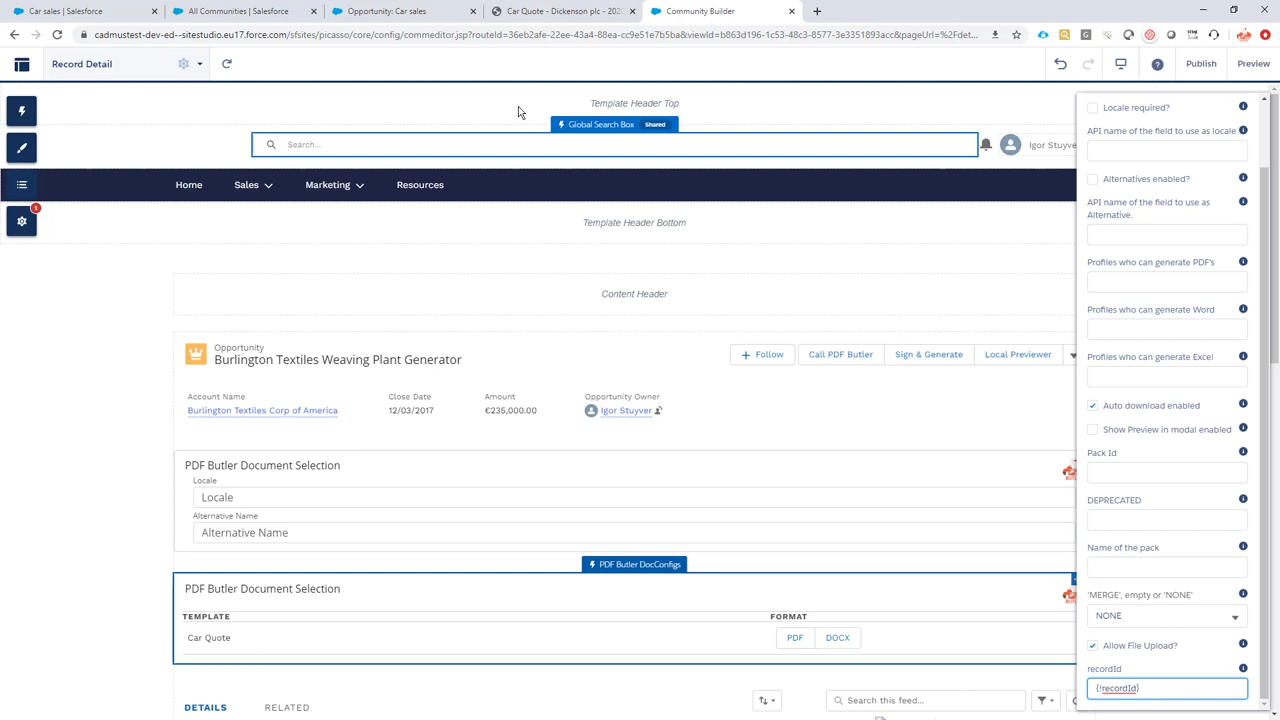 Car sales | Salesforce
All Communities | Salesforce
Opportunity: Car sales
Car Quote - Dickenson plc - 202
Community Builder
cadmustest-dev-ed--sitestudio.eu17.force.com/sfsites/picasso/core/config/commeditor.jsp?routeId=36eb2afe-22ee-43a4-88ea-cc9e51e7b5ba&viewId=b863d196-1c53-48c3-8577-3e3351893acc&pageUrl=%2Fdet...
Record Detail
Publish
Preview
Template Header Top
Global Search Box Shared
Search...
Igor Stuyve
Home
Sales
Marketing
Resources
1
Template Header Bottom
Content Header
Opportunity
Burlington Textiles Weaving Plant Generator
+ Follow
Call PDF Butler
Sign & Generate
Local Previewer
Account Name
Close Date
Amount
Opportunity Owner
Burlington Textiles Corp of America
12/03/2017
€235,000.00
Igor Stuyver
PDF Butler Document Selection
Locale
Locale
Alternative Name
Alternative Name
PDF Butler DocConfigs
PDF Butler Document Selection
TEMPLATE
FORMAT
Car Quote
PDF
DOCX
DETAILS
RELATED
Search this feed...
Locale required?
API name of the field to use as locale
Alternatives enabled?
API name of the field to use as
Alternative.
Profiles who can generate PDF's
Profiles who can generate Word
Profiles who can generate Excel
Auto download enabled
Show Preview in modal enabled
Pack Id
DEPRECATED
Name of the pack
'MERGE', empty or 'NONE'
NONE
Allow File Upload?
recordId
{!recordId}